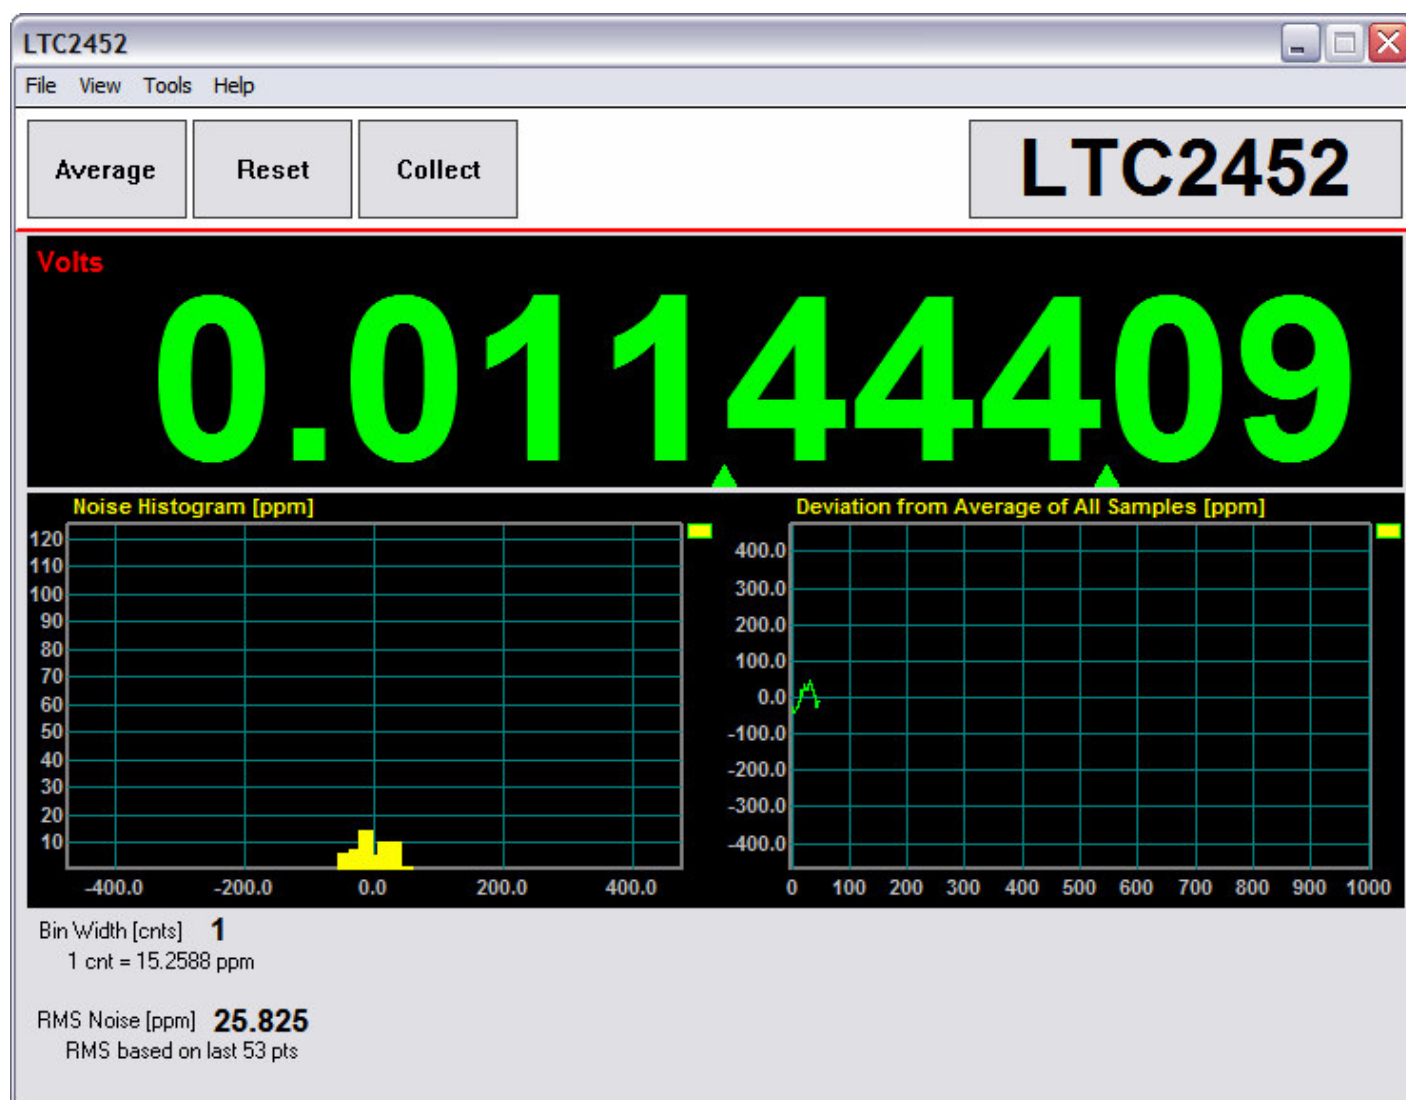 LTC2452
File View Tools Help
Average Reset Collect LTC2452
Volts
0.01144409
Noise Histogram [ppm]
120
110
100
90
80
70
60
50
40
30
20
10
-400.0 -200.0 0.0 200.0 400.0
Deviation from Average of All Samples [ppm]
400.0
300.0
200.0
100.0
0.0
-100.0
-200.0
-300.0
-400.0
0 100 200 300 400 500 600 700 800 900 1000
Bin Width [cnts] 1
1 cnt = 15.2588 ppm
RMS Noise [ppm] 25.825
RMS based on last 53 pts